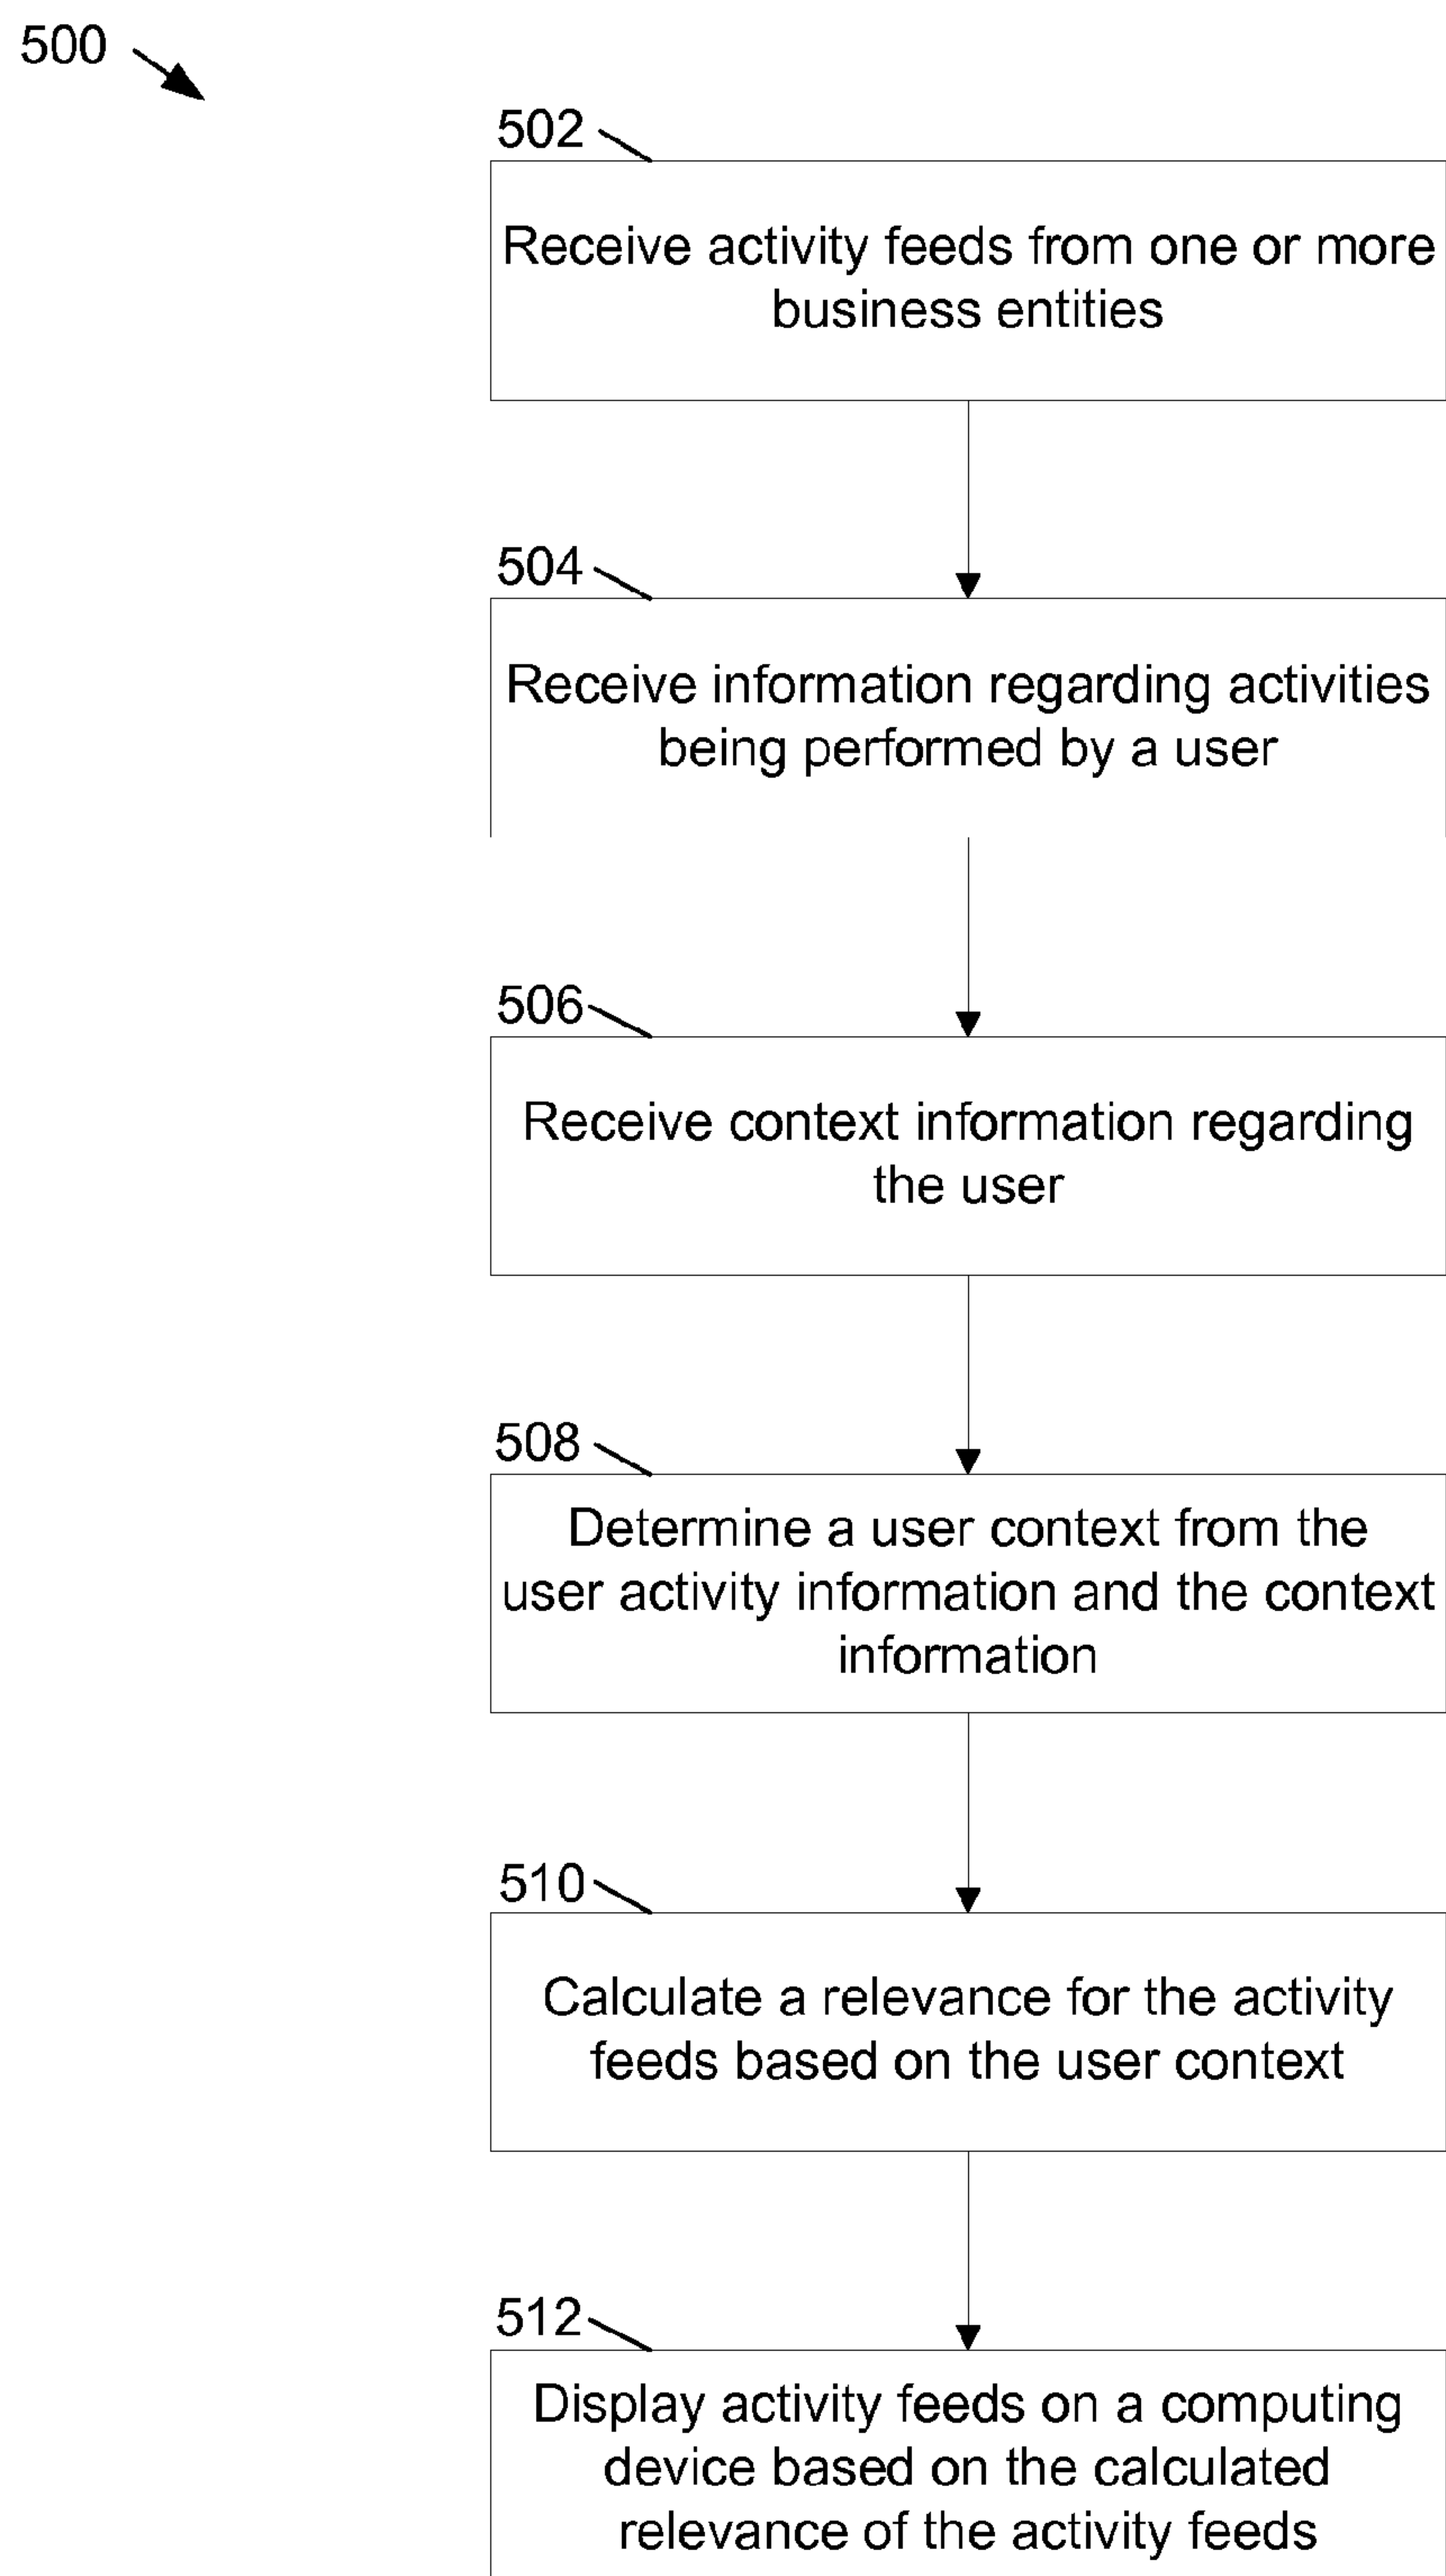 500
502
Receive activity feeds from one or more
business entities
504
Receive information regarding activities
being performed by a user
506
Receive context information regarding
the user
508
Determine a user context from the
user activity information and the context
information
510
Calculate a relevance for the activity
feeds based on the user context
512
Display activity feeds on a computing
device based on the calculated
relevance of the activity feeds